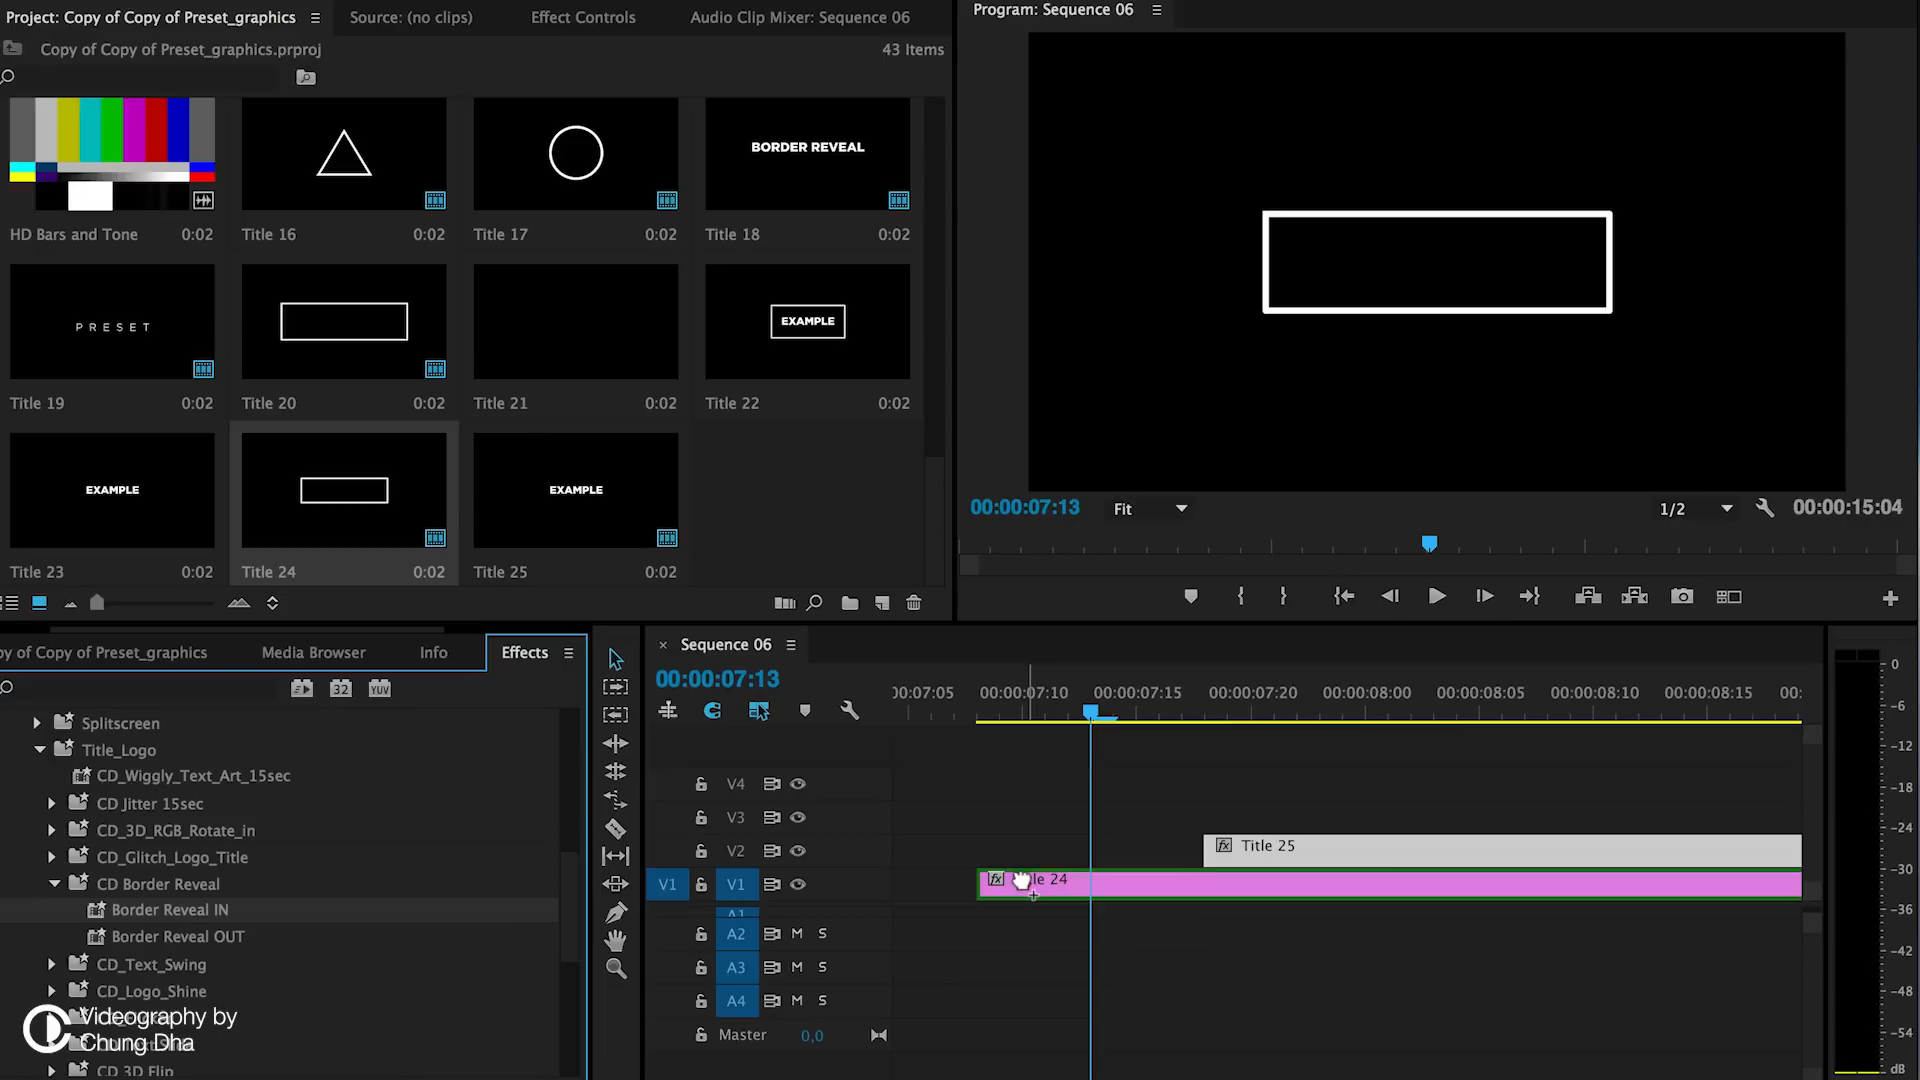 Project: Copy of Copy of Preset_graphics
Source: (no clips)
Effect Controls
Audio Clip Mixer: Sequence 06
Copy of Copy of Preset_graphics.prproj
43 Items
HD Bars and Tone 0:02
Title 16 0:02
Title 17 0:02
BORDER REVEAL
Title 18 0:02
PRESET
Title 19 0:02
Title 20 0:02
Title 21 0:02
EXAMPLE
Title 22 0:02
EXAMPLE
Title 23 0:02
Title 24 0:02
EXAMPLE
Title 25 0:02
Program: Sequence 06
00:00:07:13
Fit
1/2
00:00:15:04
py of Copy of Preset_graphics
Media Browser
Info
Effects
32
YUV
Splitscreen
Title_Logo
CD_Wiggly_Text_Art_15sec
CD Jitter 15sec
CD_3D_RGB_Rotate_in
CD_Glitch_Logo_Title
CD Border Reveal
Border Reveal IN
Border Reveal OUT
CD_Text_Swing
CD_Logo_Shine
CD 3D Flip
Videography by
Chung Dha
× Sequence 06
00:00:07:13
00:07:05
00:00:07:10
00:00:07:15
00:00:07:20
00:00:08:00
00:00:08:05
00:00:08:10
00:00:08:15
00:
V4
V3
V2
Title 25
V1
V1
le 24
A1
A2 M S
A3 M S
A4 M S
Master 0,0
0
-6
-12
-18
-24
-30
-36
-42
-48
-54
dB